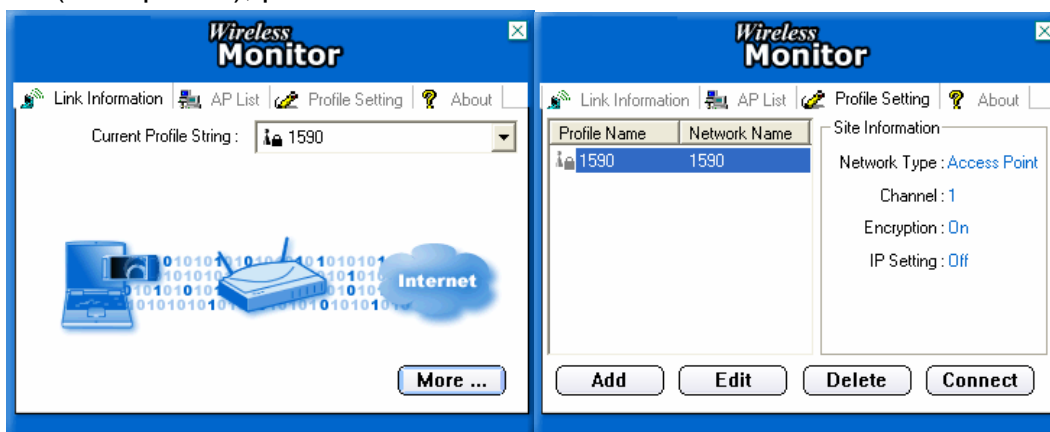 Wireless
Monitor
Link Information AP List Profile Setting About
Current Profile String : 1590
Internet
More ...
Wireless
Monitor
Link Information AP List Profile Setting About
Profile Name Network Name
1590 1590
Site Information
Network Type : Access Point
Channel : 1
Encryption : On
IP Setting : Off
Add Edit Delete Connect